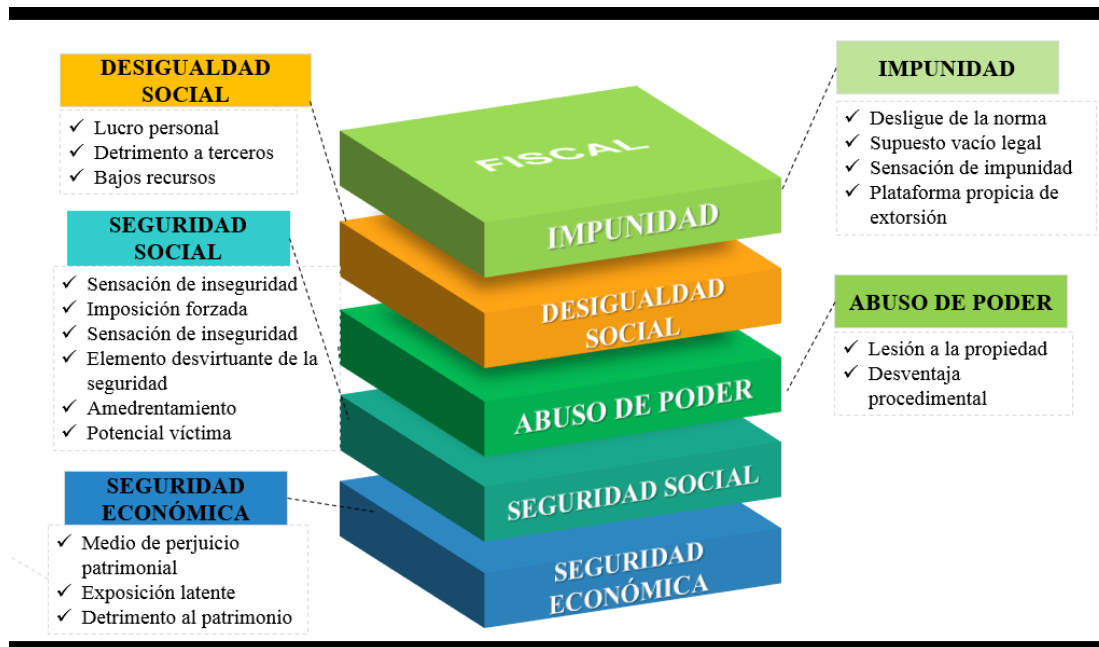 DESIGUALDAD
SOCIAL
✓ Lucro personal
✓ Detrimento a terceros
✓ Bajos recursos
SEGURIDAD
SOCIAL
✓ Sensación de inseguridad
✓ Imposición forzada
✓ Sensación de inseguridad
✓ Elemento desvirtuante de la
seguridad
✓ Amedrentamiento
✓ Potencial víctima
SEGURIDAD
ECONÓMICA
✓ Medio de perjuicio
patrimonial
✓ Exposición latente
✓ Detrimento al patrimonio
FISCAL
IMPUNIDAD
DESIGUALDAD
SOCIAL
ABUSO DE PODER
SEGURIDAD SOCIAL
SEGURIDAD
ECONÓMICA
IMPUNIDAD
✓ Desligue de la norma
✓ Supuesto vacío legal
✓ Sensación de impunidad
✓ Plataforma propicia de
extorsión
ABUSO DE PODER
✓ Lesión a la propiedad
✓ Desventaja
procedimental